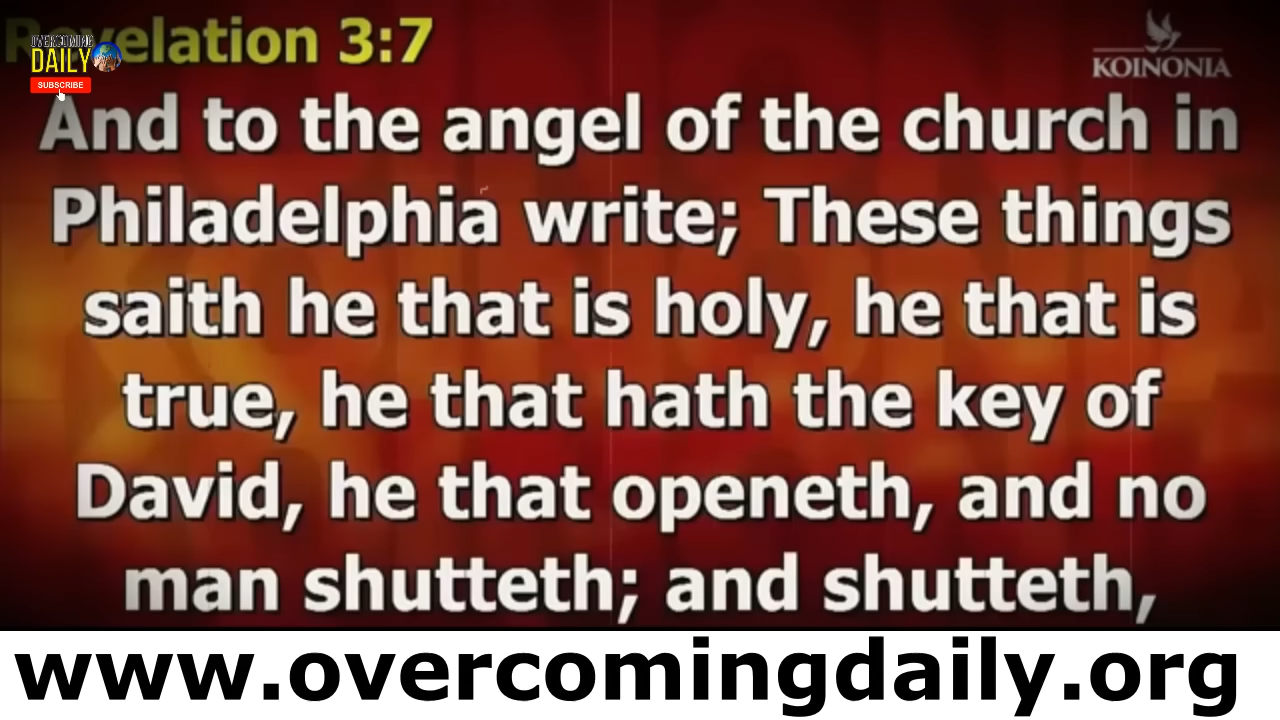 Revelation 3:7
OVERCOMING
DAILY
SUBSCRIBE
KOINONIA
And to the angel of the church in
Philadelphia write; These things
saith he that is holy, he that is
true, he that hath the key of
David, he that openeth, and no
man shutteth; and shutteth,
www.overcomingdaily.org